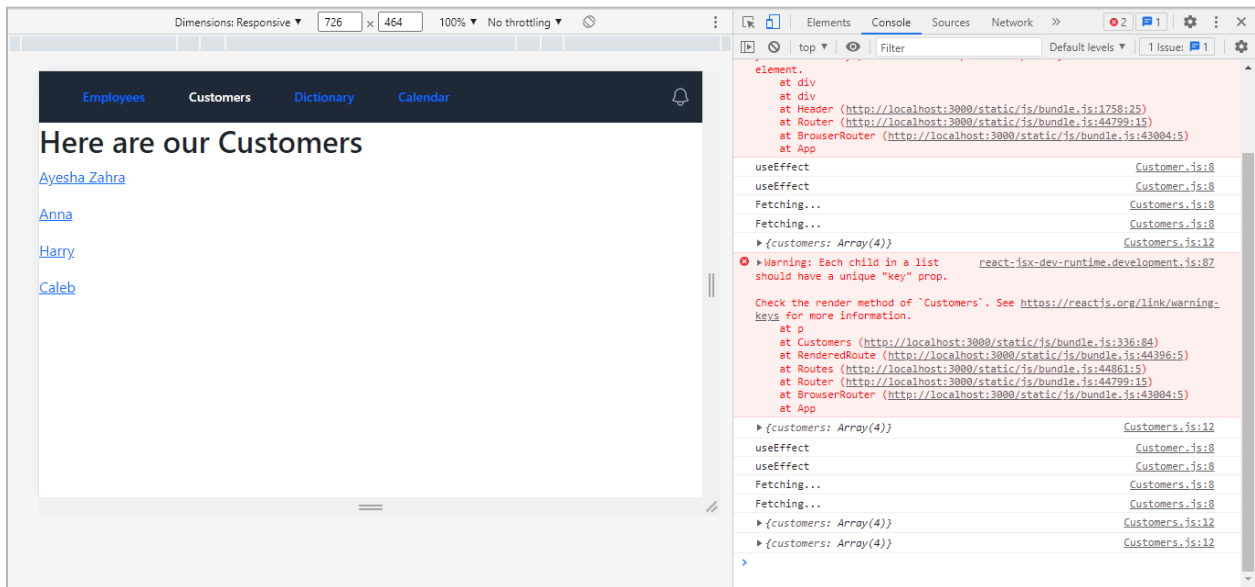 Dimensions: Responsive ▼ 726 × 464 100% ▼ No throttling ▼
Employees Customers Dictionary Calendar
Here are our Customers
Ayesha Zahra
Anna
Harry
Caleb
Elements Console Sources Network » 2 1
top ▼ Filter Default levels ▼ 1 Issue: 1
element.
at div
at div
at Header (http://localhost:3000/static/js/bundle.js:1758:25)
at Router (http://localhost:3000/static/js/bundle.js:44799:15)
at BrowserRouter (http://localhost:3000/static/js/bundle.js:43004:5)
at App
useEffect Customer.js:8
useEffect Customer.js:8
Fetching... Customers.js:8
Fetching... Customers.js:8
▶{customers: Array(4)} Customers.js:12
▶Warning: Each child in a list react-jsx-dev-runtime.development.js:87
should have a unique "key" prop.
Check the render method of `Customers`. See https://reactjs.org/link/warning-
keys for more information.
at p
at Customers (http://localhost:3000/static/js/bundle.js:336:84)
at RenderedRoute (http://localhost:3000/static/js/bundle.js:44396:5)
at Routes (http://localhost:3000/static/js/bundle.js:44861:5)
at Router (http://localhost:3000/static/js/bundle.js:44799:15)
at BrowserRouter (http://localhost:3000/static/js/bundle.js:43004:5)
at App
▶{customers: Array(4)} Customers.js:12
useEffect Customer.js:8
useEffect Customer.js:8
Fetching... Customers.js:8
Fetching... Customers.js:8
▶{customers: Array(4)} Customers.js:12
▶{customers: Array(4)} Customers.js:12